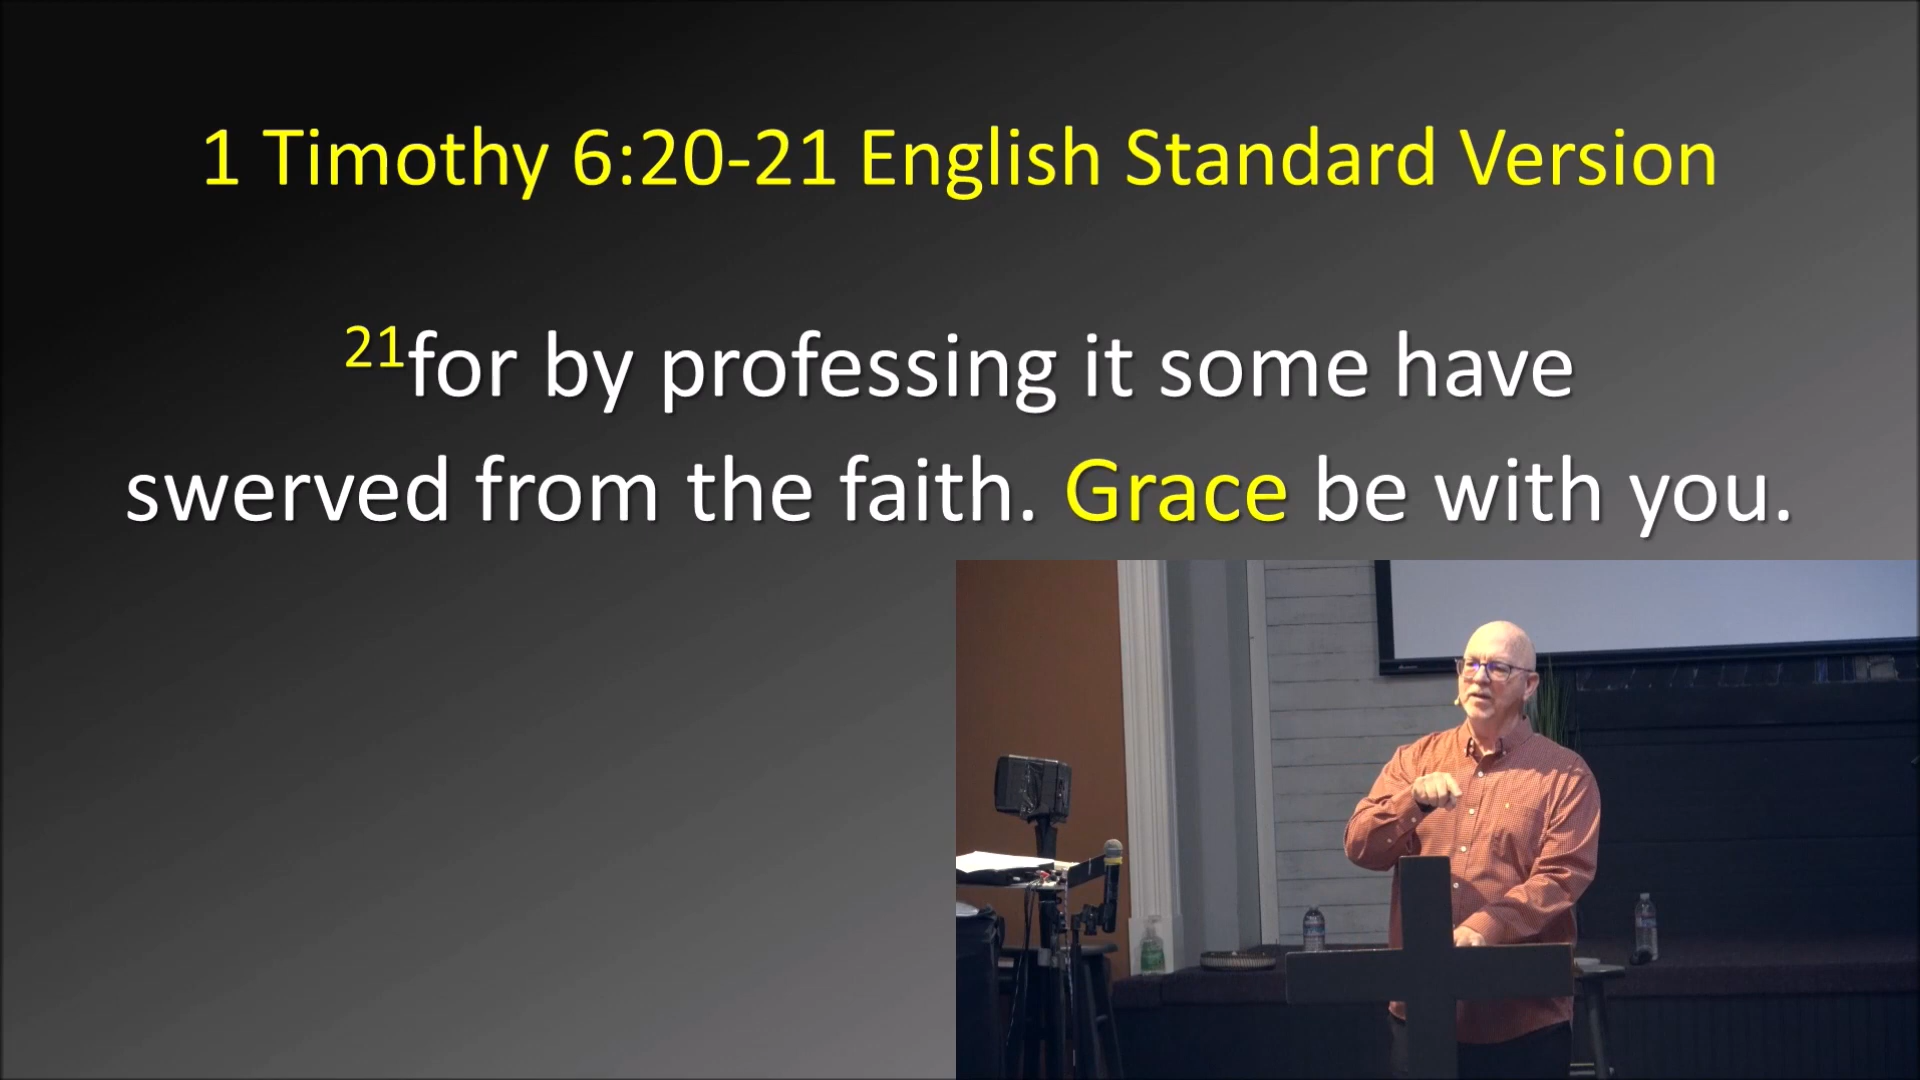 1 Timothy 6:20-21 English Standard Version
21for by professing it some have
swerved from the faith. Grace be with you.